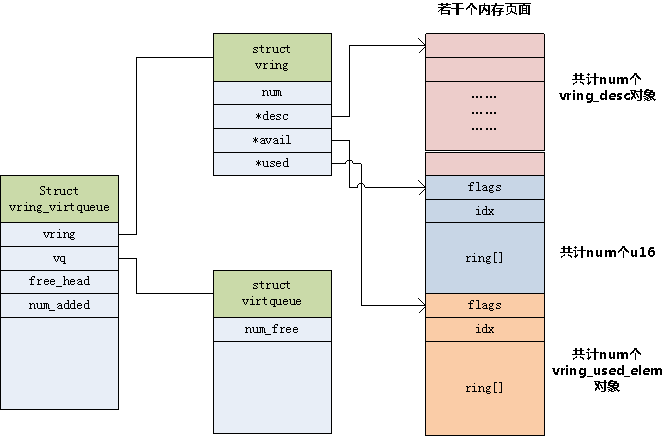 若干个内存页面
struct
vring
num
*desc
*avail
*used
……
……
……
共计num个
vring_desc对象
Struct
vring_virtqueue
vring
vq
free_head
num_added
flags
idx
ring[]
共计num个u16
struct
virtqueue
num_free
flags
idx
ring[]
共计num个
vring_used_elem
对象